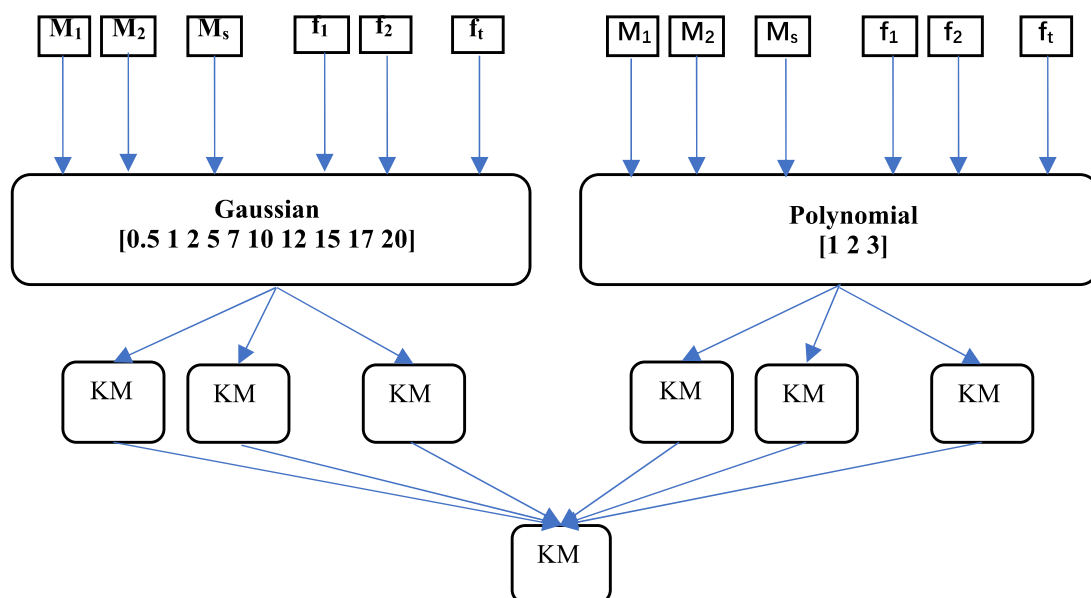 M₁ M₂ Mₛ f₁ f₂ fₜ M₁ M₂ Mₛ f₁ f₂ fₜ
Gaussian
[0.5 1 2 5 7 10 12 15 17 20]
Polynomial
[1 2 3]
KM KM KM KM KM KM
KM